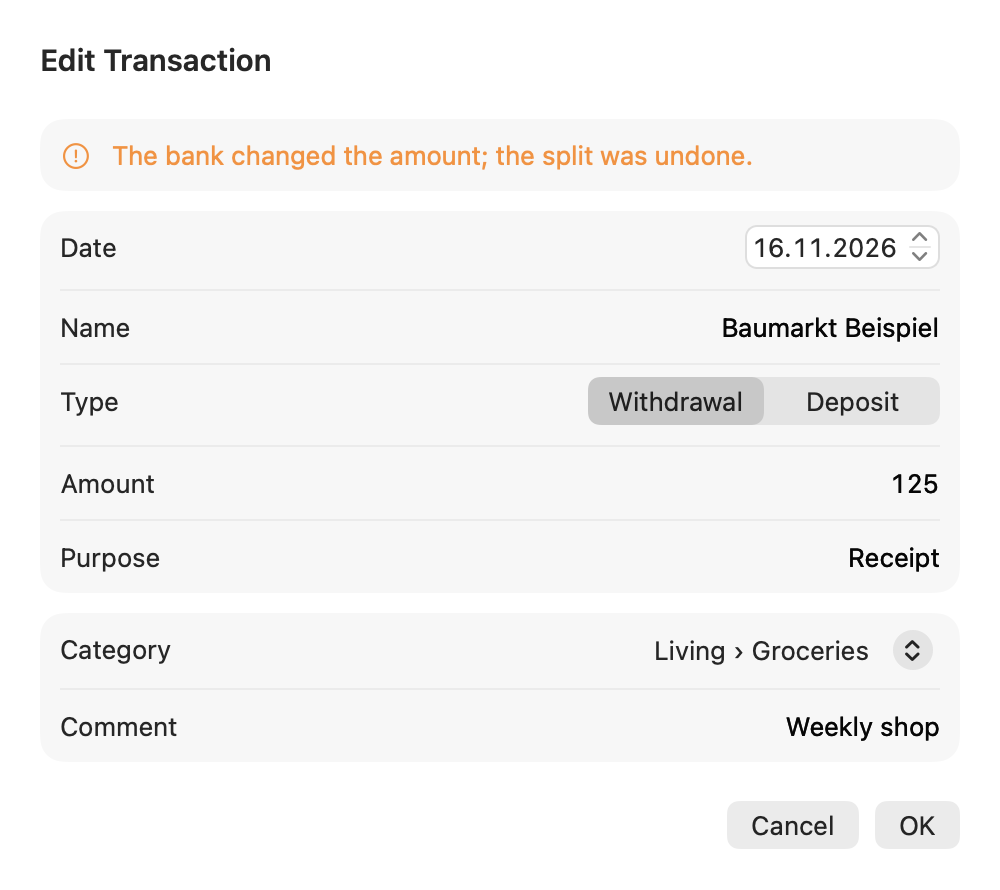 Edit Transaction
The bank changed the amount; the split was undone.
Date 16.11.2026
Name Baumarkt Beispiel
Type Withdrawal Deposit
Amount 125
Purpose Receipt
Category Living › Groceries
Comment Weekly shop
Cancel OK